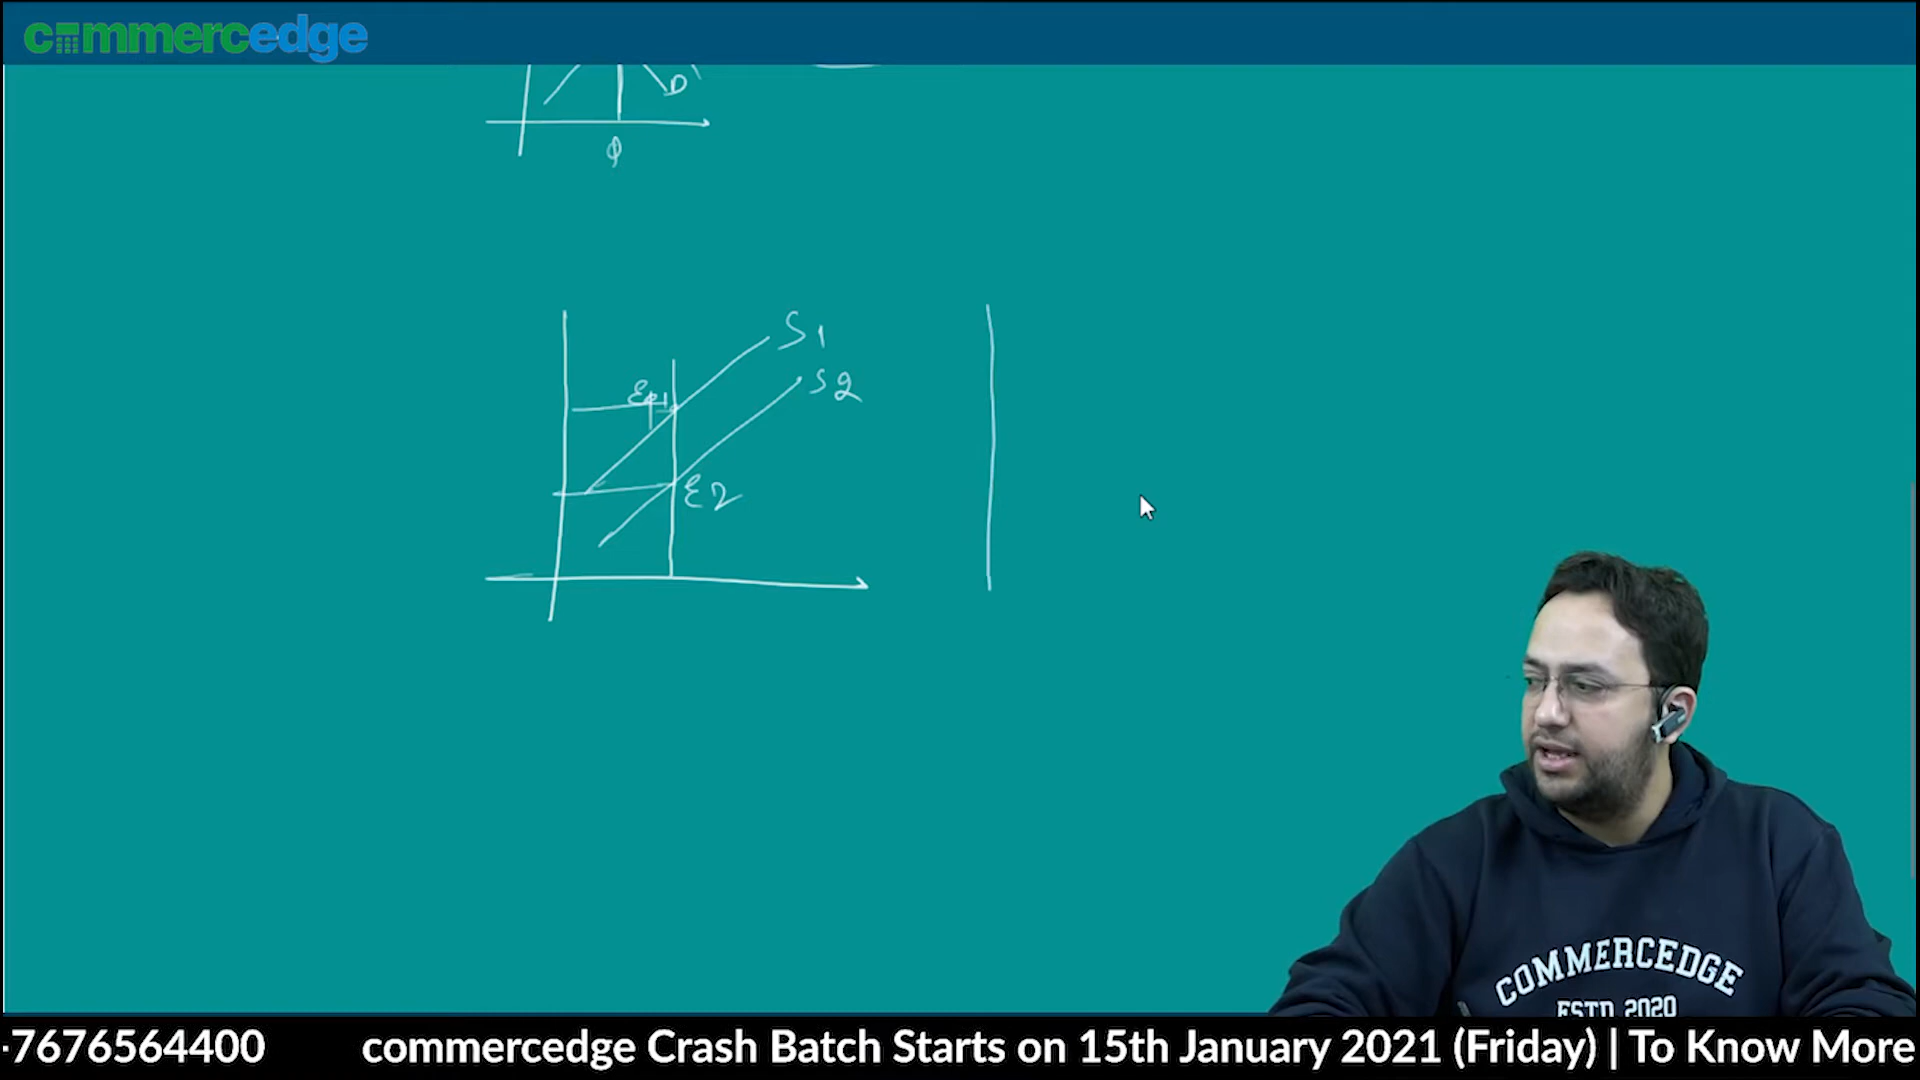 commercedge
D
Q
S1
S2
E1
E2
COMMERCEDGE
ESTD 2020
-7676564400 commercedge Crash Batch Starts on 15th January 2021 (Friday) | To Know More